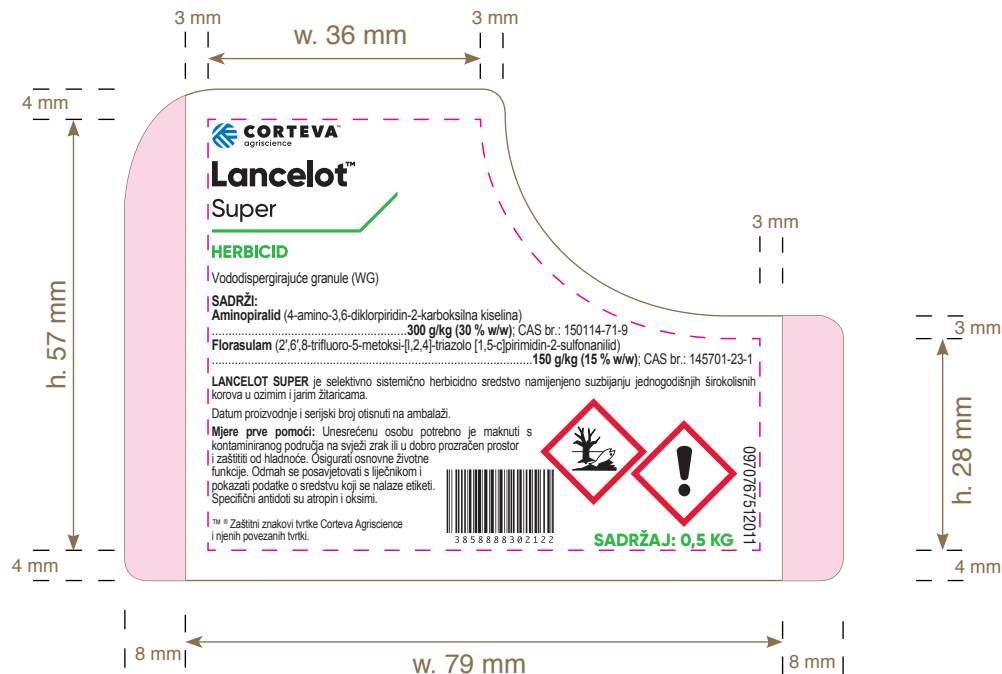 3 mm
3 mm
w. 36 mm
4 mm
CORTEVA™
agriscience
Lancelot™
Super
3 mm
HERBICID
Vododispergirajuće granule (WG)
SADRŽI:
Aminopiralid (4-amino-3,6-diklorpiridin-2-karboksilna kiselina)
..........................................................300 g/kg (30 % w/w); CAS br.: 150114-71-9
Florasulam (2′,6′,8-trifluoro-5-metoksi-[l,2,4]-triazolo [1,5-c]pirimidin-2-sulfonanilid)
..........................................................................................150 g/kg (15 % w/w); CAS br.: 145701-23-1
3 mm
h. 57 mm
LANCELOT SUPER je selektivno sistemično herbicidno sredstvo namijenjeno suzbijanju jednogodišnjih širokolisnih
korova u ozimim i jarim žitaricama.
Datum proizvodnje i serijski broj otisnuti na ambalaži.
Mjere prve pomoći: Unesrećenu osobu potrebno je maknuti s
kontaminiranog područja na svježi zrak ili u dobro prozračen prostor
i zaštititi od hladnoće. Osigurati osnovne životne
funkcije. Odmah se posavjetovati s liječnikom i
pokazati podatke o sredstvu koji se nalaze etiketi.
Specifični antidoti su atropin i oksimi.
h. 28 mm
0970767512011
™ ® Zaštitni znakovi tvrtke Corteva Agriscience
i njenih povezanih tvrtki.
3858888302122
SADRŽAJ: 0,5 KG
4 mm
4 mm
8 mm
w. 79 mm
8 mm